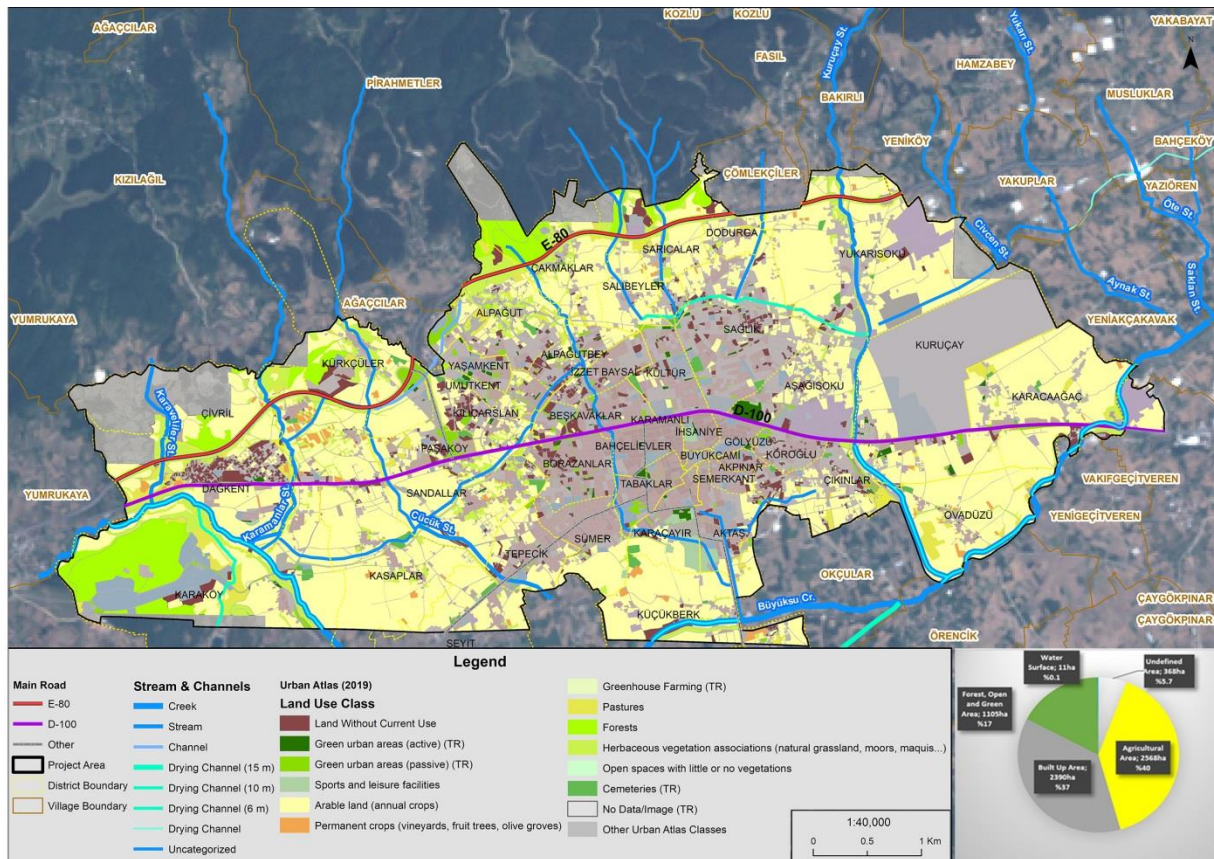 AĞAÇCILAR
KOZLU
KOZLU
YAKABAYAT
Kuruçay St.
Yukarı St.
FASIL
HAMZABEY
N
PİRAHMETLER
BAKIRLI
MUSLUKLAR
YENİKÖY
BAHÇEKÖY
KIZILAĞIL
ÇÖMLEKÇİLER
YAKUPLAR
YAZIÖREN
Öte St.
Civcen St.
E-80
DODURGA
SARICALAR
YUKARISOKU
ÇAKMAKLAR
SALIBEYLER
Aynak St.
Saklan St.
AĞAÇCILAR
ALPAĞUT
YUMRUKAYA
YENİAKÇAKAVAK
SAĞLIK
KURUÇAY
KÜRKÇÜLER
ALPAĞUTBEY
YAŞAMKENT
İZZET BAYSAL
KÜLTÜR
UMUTKENT
AŞAĞISOKU
KARACAAĞAÇ
Karaveliler St.
ÇİVRİL
KILIÇARSLAN
BEŞKAVAKLAR
KARAMANLI
D-100
İHSANİYE
PAŞAKÖY
BAHÇELİEVLER
GÖLYÜZÜ
BORAZANLAR
BÜYÜKCAMİ
KÖROĞLU
AKPINAR
TABAKLAR
SEMERKANT
ÇIKINLAR
VAKIFGEÇİTVEREN
YUMRUKAYA
DAĞKENT
SANDALLAR
Karamanlar St.
Cücük St.
OVADÜZÜ
YENİGEÇİTVEREN
KARAÇAYIR
AKTAŞ
SÜMER
TEPECİK
KASAPLAR
OKÇULAR
KARAKÖY
ÇAYGÖKPINAR
Büyüksu Cr.
KÜÇÜKBERK
ÇAYGÖKPINAR
SEYİT
ÖRENCİK
Legend
Main Road
E-80
D-100
Other
Project Area
District Boundary
Village Boundary
Stream & Channels
Creek
Stream
Channel
Drying Channel (15 m)
Drying Channel (10 m)
Drying Channel (6 m)
Drying Channel
Uncategorized
Urban Atlas (2019)
Land Use Class
Land Without Current Use
Green urban areas (active) (TR)
Green urban areas (passive) (TR)
Sports and leisure facilities
Arable land (annual crops)
Permanent crops (vineyards, fruit trees, olive groves)
Greenhouse Farming (TR)
Pastures
Forests
Herbaceous vegetation associations (natural grassland, moors, maquis...)
Open spaces with little or no vegetations
Cemeteries (TR)
No Data/Image (TR)
Other Urban Atlas Classes
1:40,000
0 0.5 1 Km
Water
Surface; 11ha
%0.1
Undefined
Area; 368ha
%5.7
Forest, Open
and Green
Area; 1105ha
%17
Agricultural
Area; 2568ha
%40
Built Up Area;
2390ha
%37